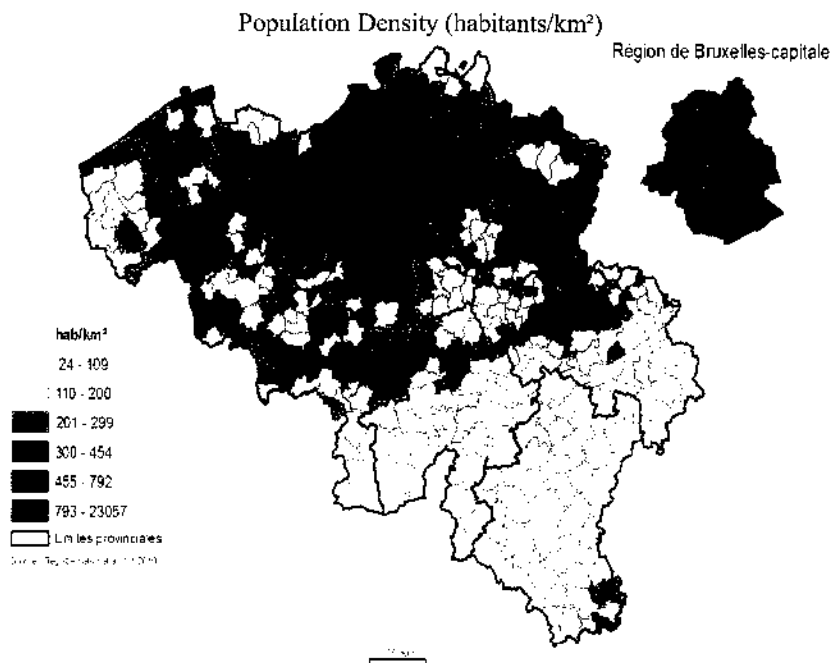 Population Density (habitants/km²)
Région de Bruxelles-capitale
hab/km²
24 - 109
110 - 200
201 - 299
300 - 454
455 - 792
793 - 23057
provinciales